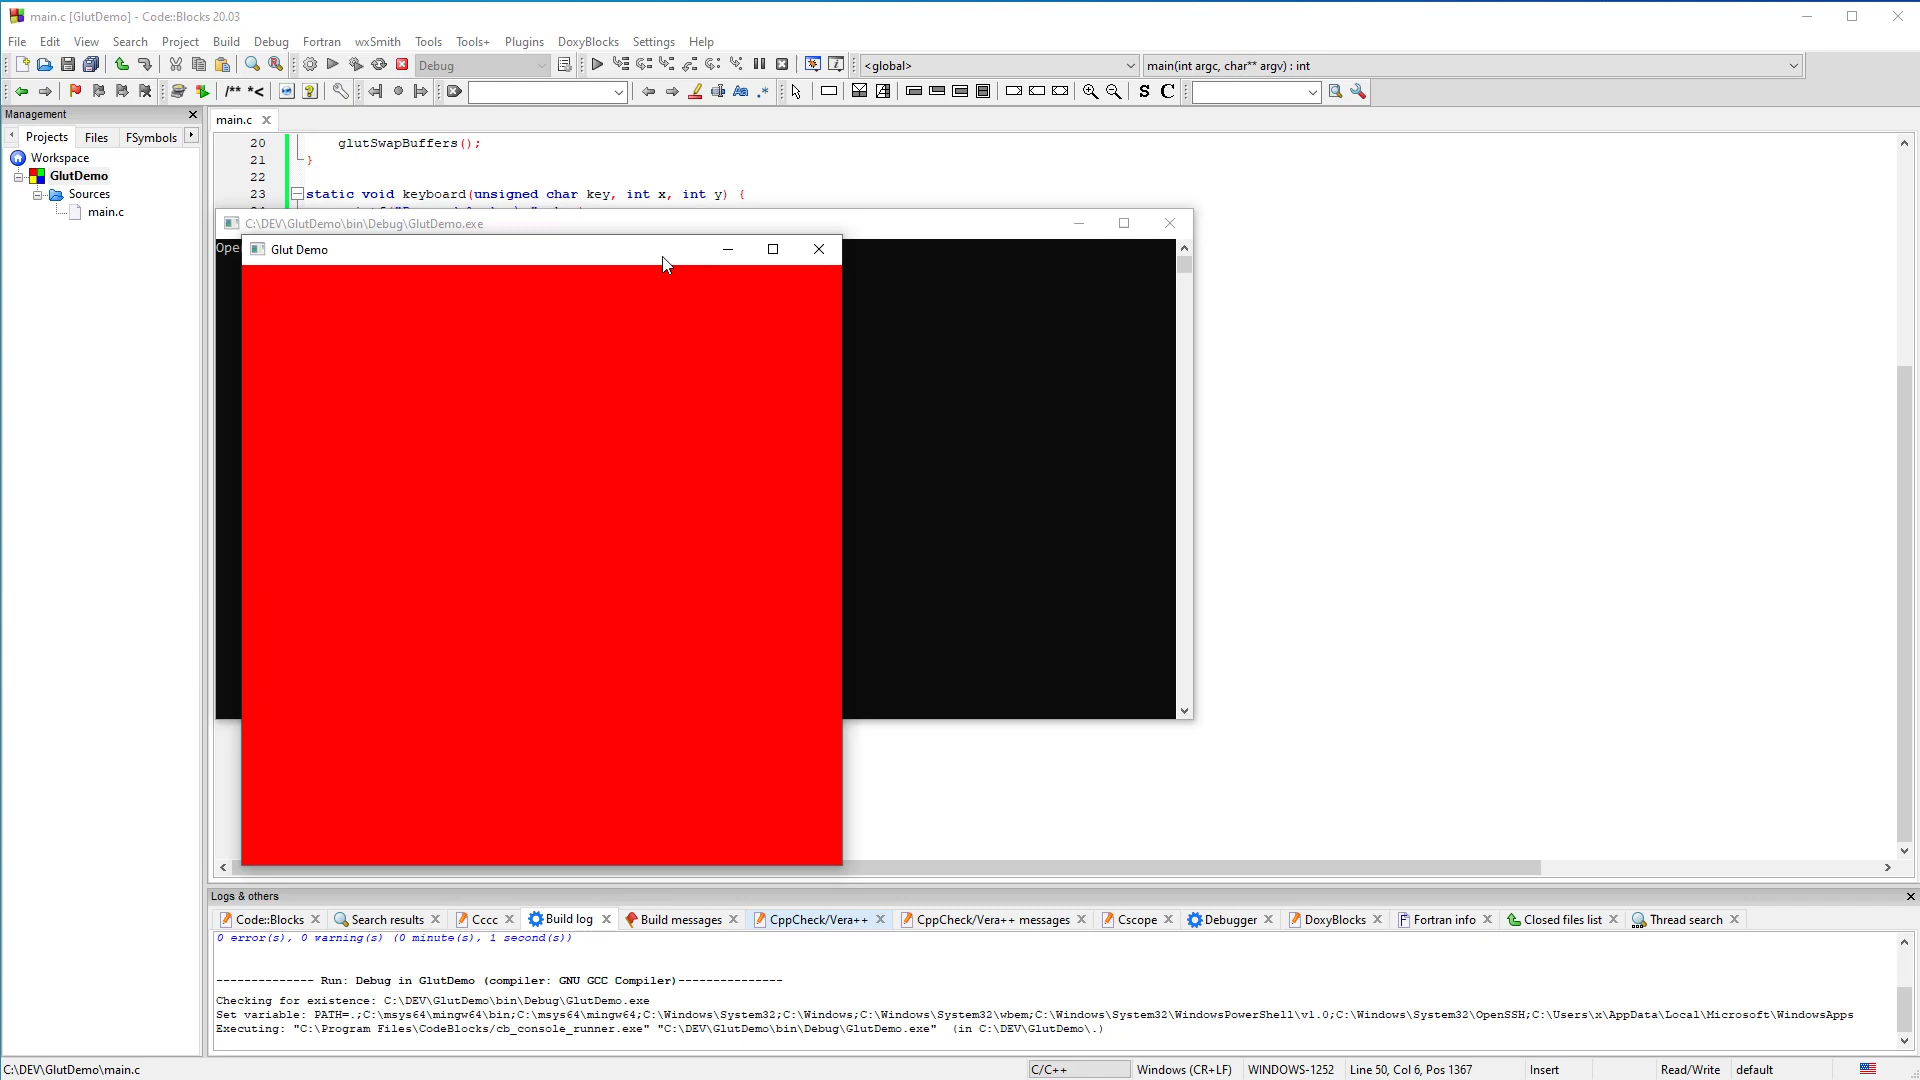 main.c [GlutDemo] - Code::Blocks 20.03
File Edit View Search Project Build Debug Fortran wxSmith Tools Tools+ Plugins DoxyBlocks Settings Help
Debug <global> main(int argc, char** argv) : int
/** *< Aa .* S C
Management
Projects Files FSymbols
Workspace
GlutDemo
Sources
main.c
main.c
20 glutSwapBuffers();
21 }
22
23 static void keyboard(unsigned char key, int x, int y) {
C:\DEV\GlutDemo\bin\Debug\GlutDemo.exe
Ope
Glut Demo
Logs & others
Code::Blocks Search results Cccc Build log Build messages CppCheck/Vera++ CppCheck/Vera++ messages Cscope Debugger DoxyBlocks Fortran info Closed files list Thread search
0 error(s), 0 warning(s) (0 minute(s), 1 second(s))
-------------- Run: Debug in GlutDemo (compiler: GNU GCC Compiler)---------------
Checking for existence: C:\DEV\GlutDemo\bin\Debug\GlutDemo.exe
Set variable: PATH=.;C:\msys64\mingw64\bin;C:\msys64\mingw64;C:\Windows\System32;C:\Windows;C:\Windows\System32\wbem;C:\Windows\System32\WindowsPowerShell\v1.0;C:\Windows\System32\OpenSSH;C:\Users\x\AppData\Local\Microsoft\WindowsApps
Executing: "C:\Program Files\CodeBlocks/cb_console_runner.exe" "C:\DEV\GlutDemo\bin\Debug\GlutDemo.exe"  (in C:\DEV\GlutDemo\.)
C:\DEV\GlutDemo\main.c C/C++ Windows (CR+LF) WINDOWS-1252 Line 50, Col 6, Pos 1367 Insert Read/Write default